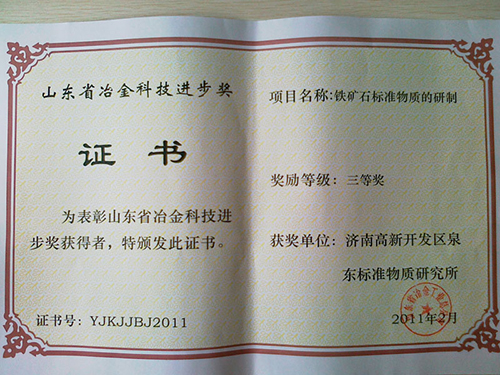 山东省冶金科技进步奖
证书
为表彰山东省冶金科技进
步奖获得者，特颁发此证书。
证书号：YJKJJBJ2011
项目名称:铁矿石标准物质的研制
奖励等级：三等奖
获奖单位：济南高新开发区泉
东标准物质研究所
2011年2月